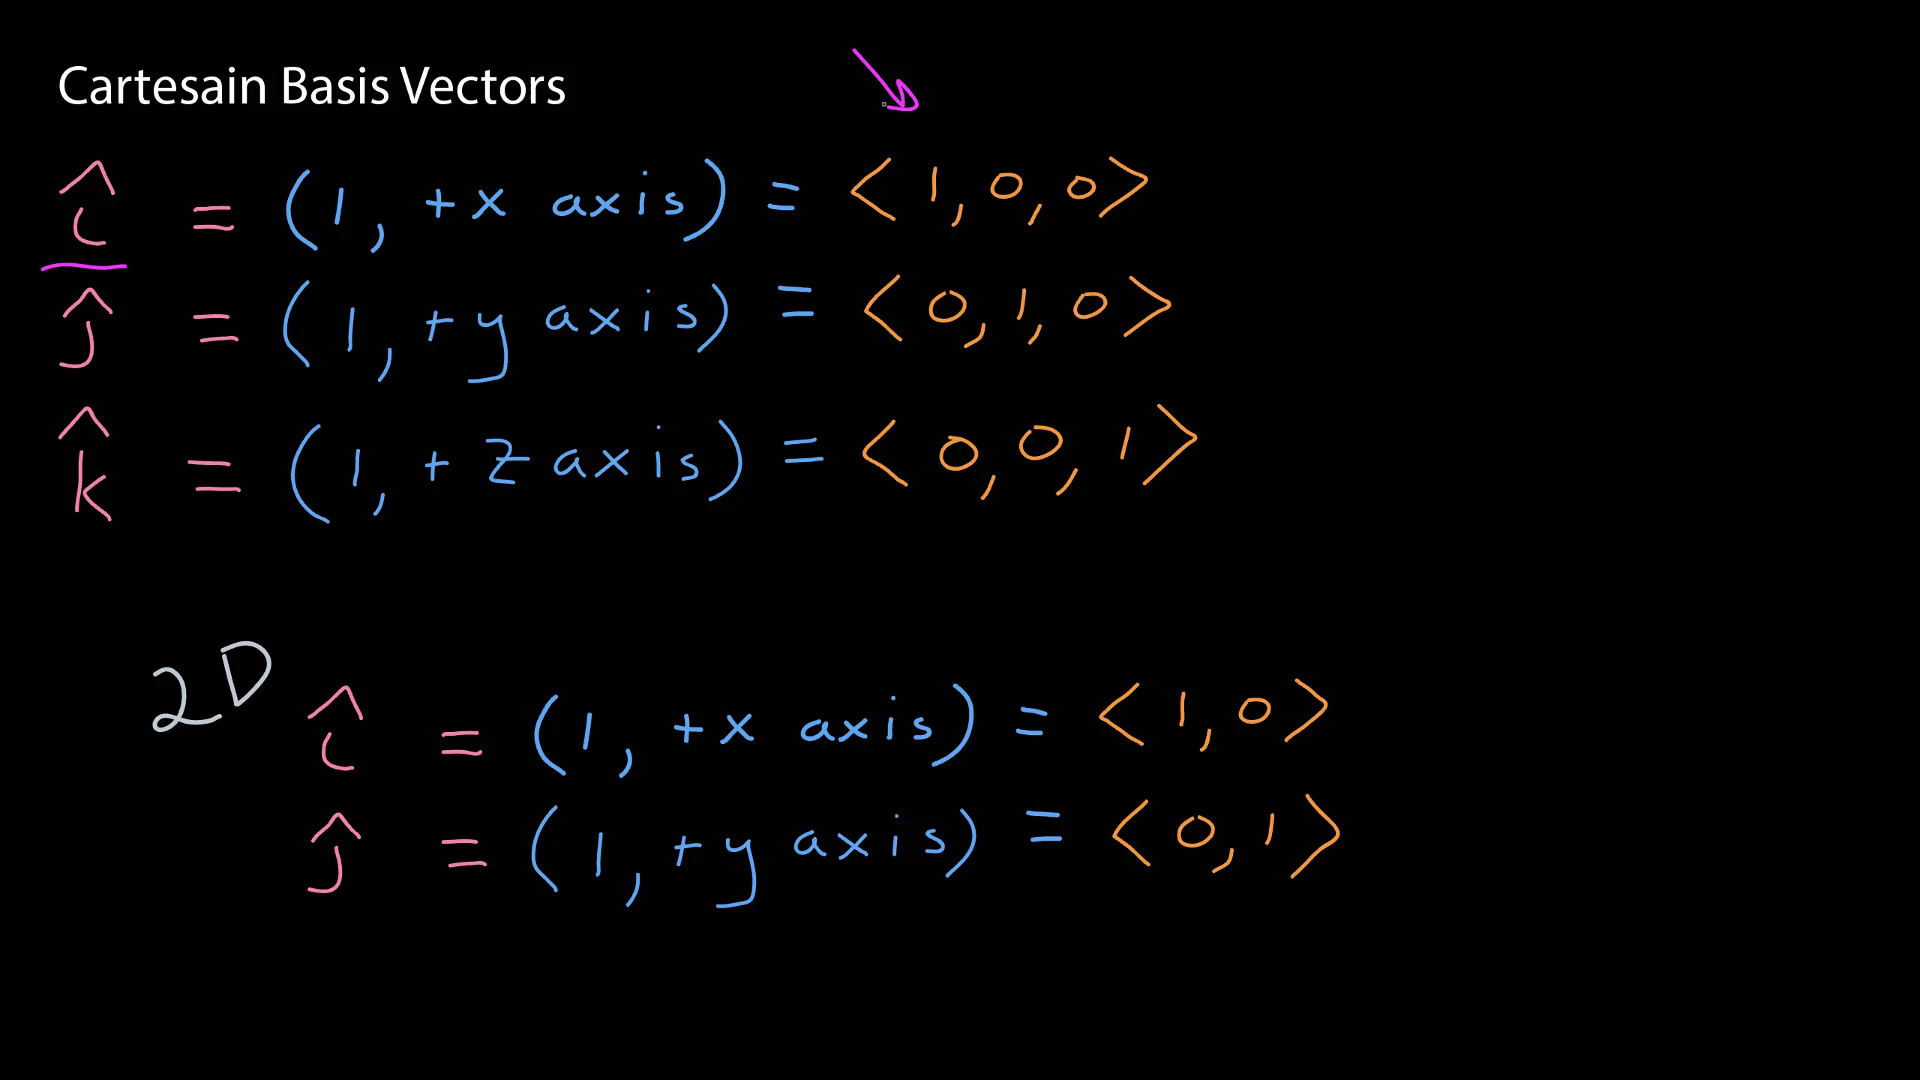 Cartesain Basis Vectors
î = (1, +x axis) = <1, 0, 0>
ĵ = (1, +y axis) = <0, 1, 0>
k̂ = (1, +z axis) = <0, 0, 1>
2D
î = (1, +x axis) = <1, 0>
ĵ = (1, +y axis) = <0, 1>